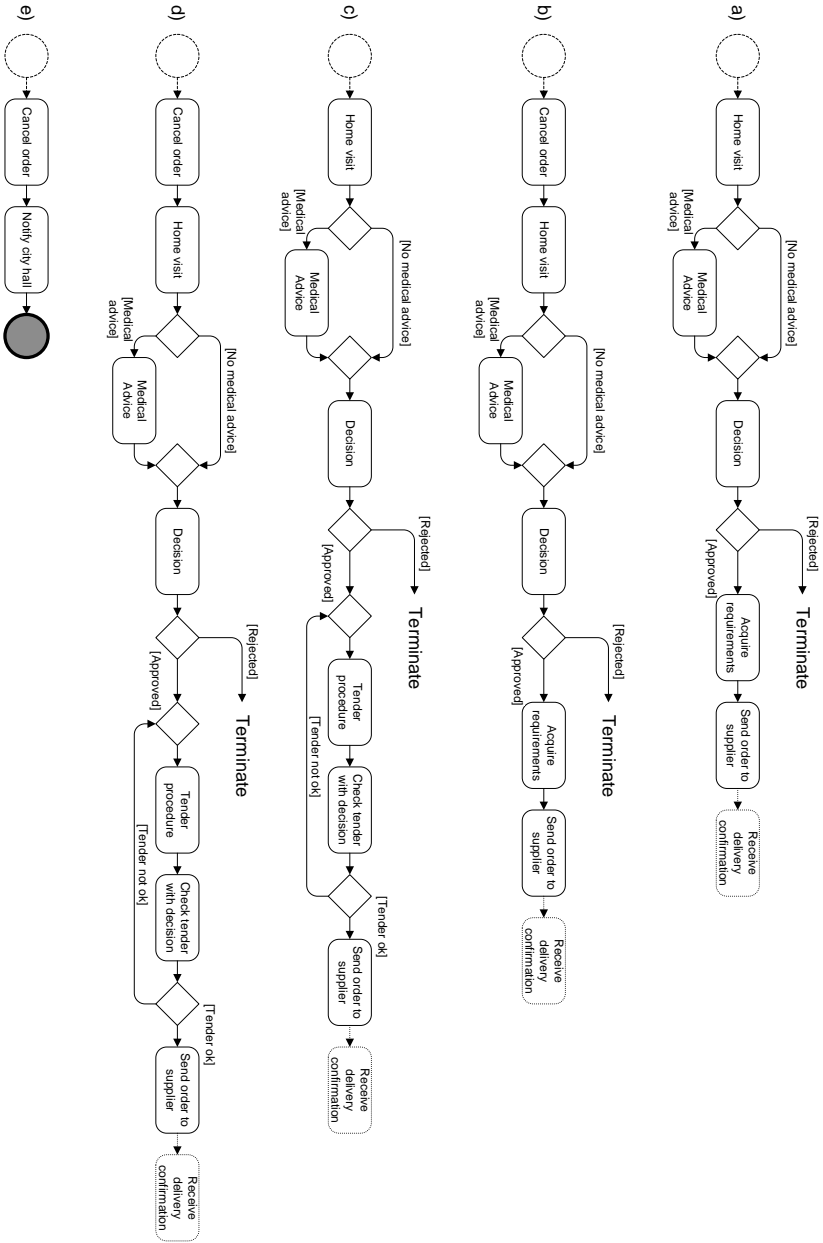 a)
Home visit
[No medical advice]
[Medical
advice]
Medical
Advice
Decision
[Rejected]
Terminate
[Approved]
Acquire
requirements
Send order to
supplier
Receive
delivery
confirmation
b)
Cancel order
Home visit
[No medical advice]
[Medical
advice]
Medical
Advice
Decision
[Rejected]
Terminate
[Approved]
Acquire
requirements
Send order to
supplier
Receive
delivery
confirmation
c)
Home visit
[No medical advice]
[Medical
advice]
Medical
Advice
Decision
[Rejected]
Terminate
[Approved]
Tender
procedure
Check tender
with decision
[Tender not ok]
[Tender ok]
Send order to
supplier
Receive
delivery
confirmation
d)
Cancel order
Home visit
[No medical advice]
[Medical
advice]
Medical
Advice
Decision
[Rejected]
Terminate
[Approved]
Tender
procedure
Check tender
with decision
[Tender not ok]
[Tender ok]
Send order to
supplier
Receive
delivery
confirmation
e)
Cancel order
Notify city hall